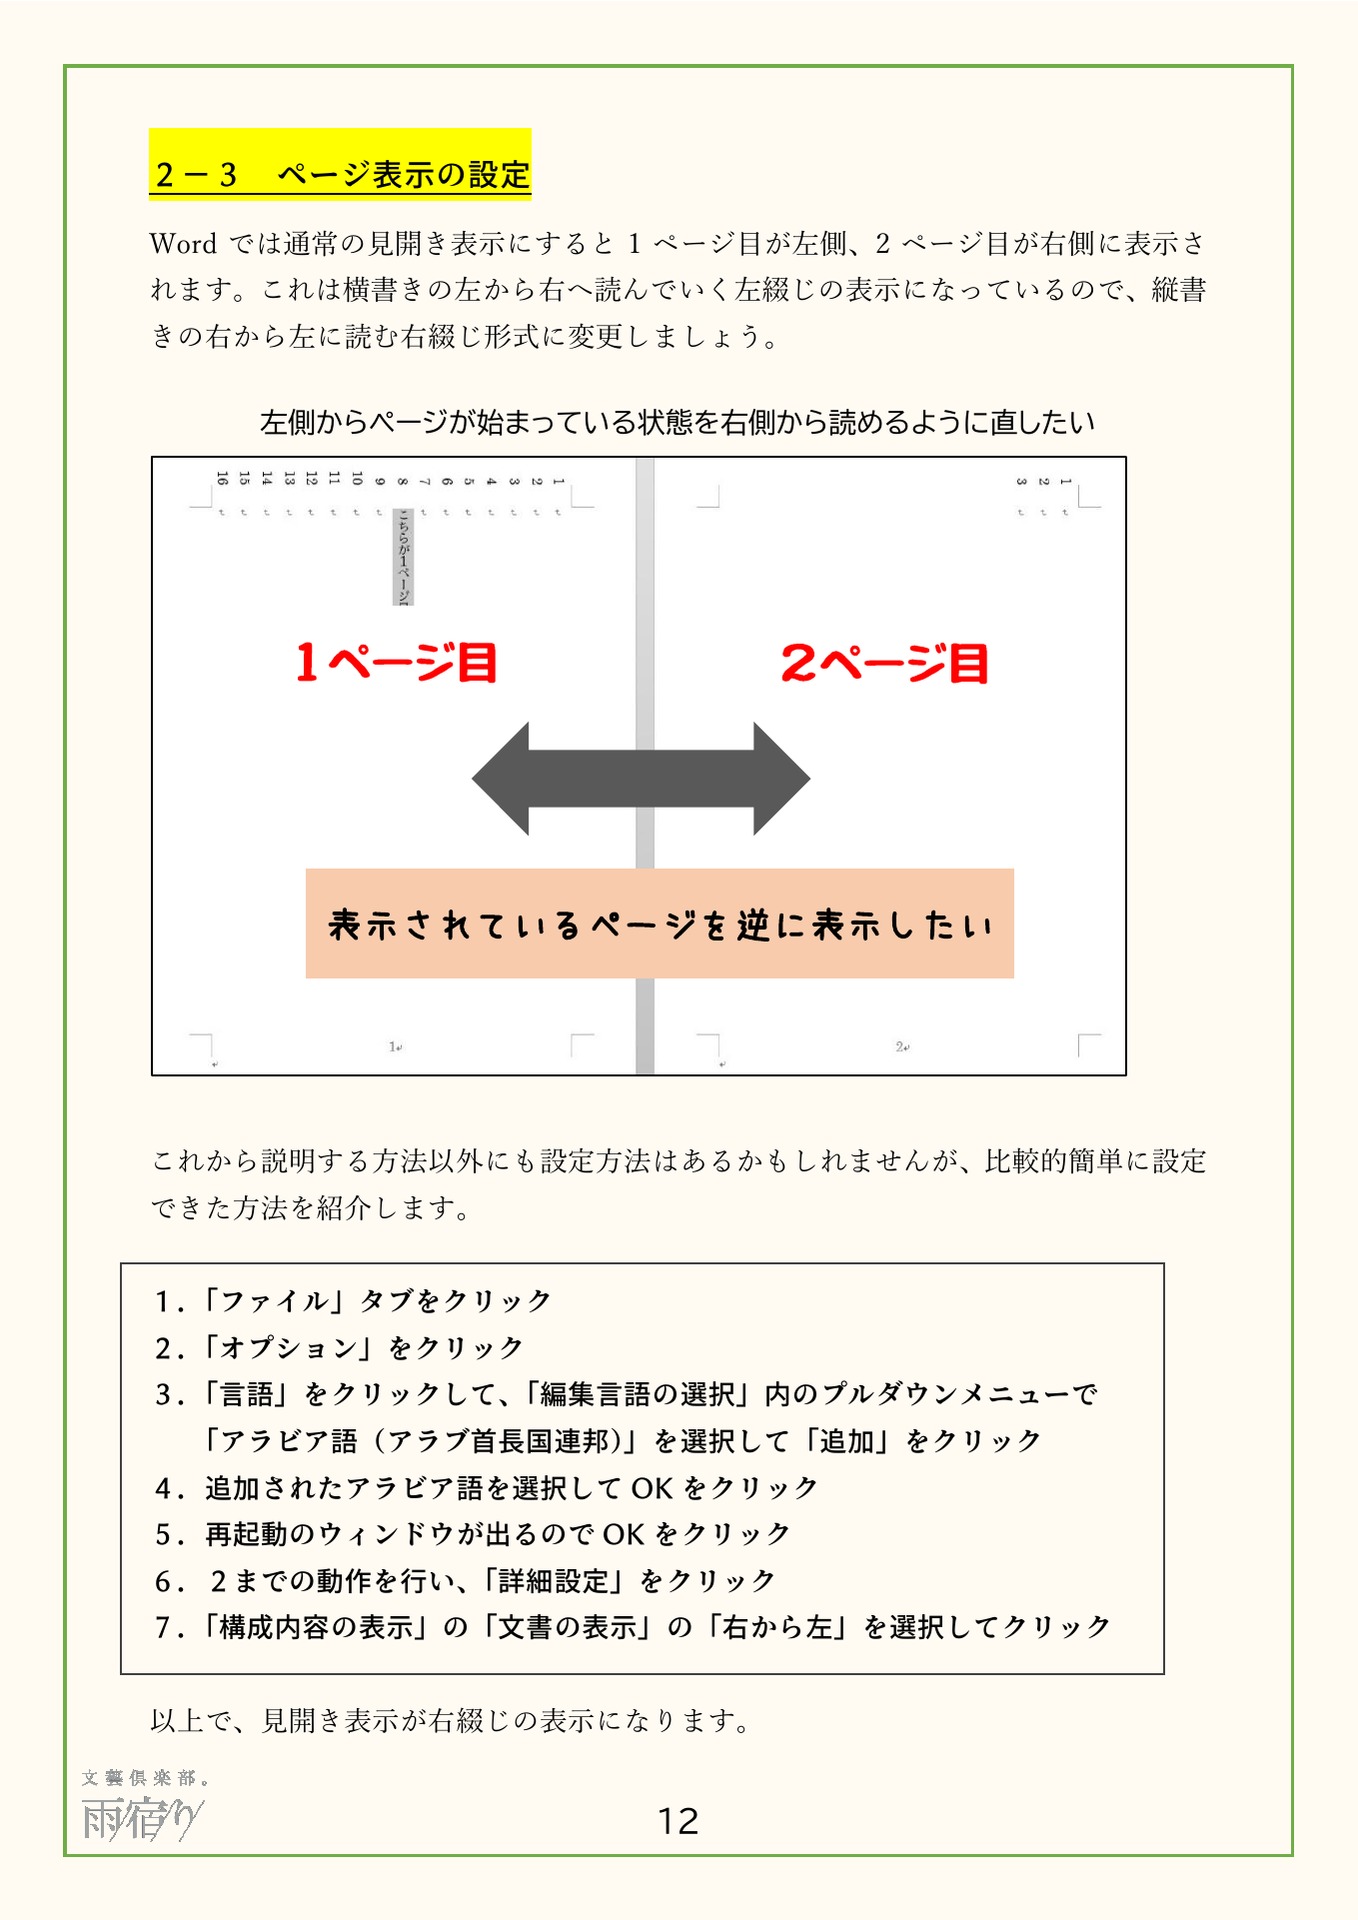 ２－３　ページ表示の設定
Word では通常の見開き表示にすると 1 ページ目が左側、2 ページ目が右側に表示さ
れます。これは横書きの左から右へ読んでいく左綴じの表示になっているので、縦書
きの右から左に読む右綴じ形式に変更しましょう。
左側からページが始まっている状態を右側から読めるように直したい
16 15 14 13 12 11 10 9 8 7 6 5 4 3 2 1
3 2 1
こちらが1ページ目
１ページ目
２ページ目
表示されているページを逆に表示したい
1
2
これから説明する方法以外にも設定方法はあるかもしれませんが、比較的簡単に設定
できた方法を紹介します。
１．「ファイル」タブをクリック
２．「オプション」をクリック
３．「言語」をクリックして、「編集言語の選択」内のプルダウンメニューで
「アラビア語（アラブ首長国連邦）」を選択して「追加」をクリック
４．追加されたアラビア語を選択して OK をクリック
５．再起動のウィンドウが出るので OK をクリック
６．２までの動作を行い、「詳細設定」をクリック
７．「構成内容の表示」の「文書の表示」の「右から左」を選択してクリック
以上で、見開き表示が右綴じの表示になります。
文藝倶楽部。
雨宿り
12